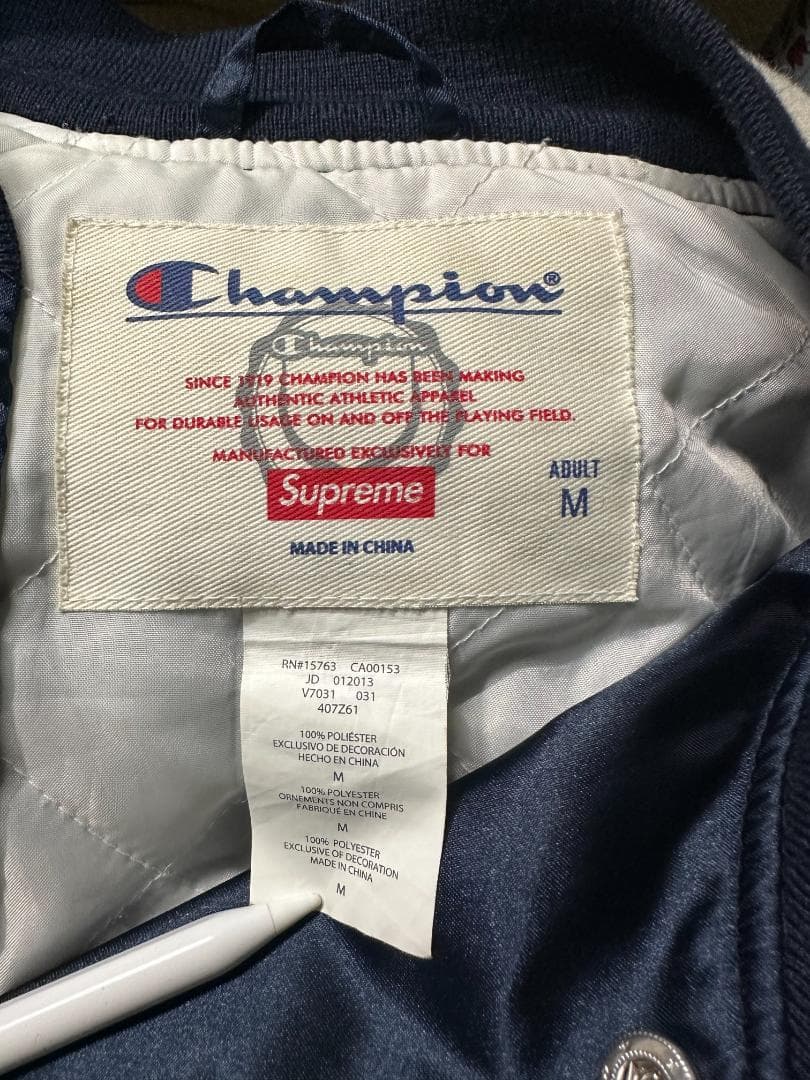 Champion®
Champion
SINCE 1919 CHAMPION HAS BEEN MAKING
AUTHENTIC ATHLETIC APPAREL
FOR DURABLE USAGE ON AND OFF THE PLAYING FIELD.
MANUFACTURED EXCLUSIVELY FOR
Supreme
ADULT
M
MADE IN CHINA
RN#15763 CA00153
JD 012013
V7031 031
407Z61
100% POLIÉSTER
EXCLUSIVO DE DECORACIÓN
HECHO EN CHINA
M
100% POLYESTER
ORNEMENTS NON COMPRIS
FABRIQUÉ EN CHINE
M
100% POLYESTER
EXCLUSIVE OF DECORATION
MADE IN CHINA
M